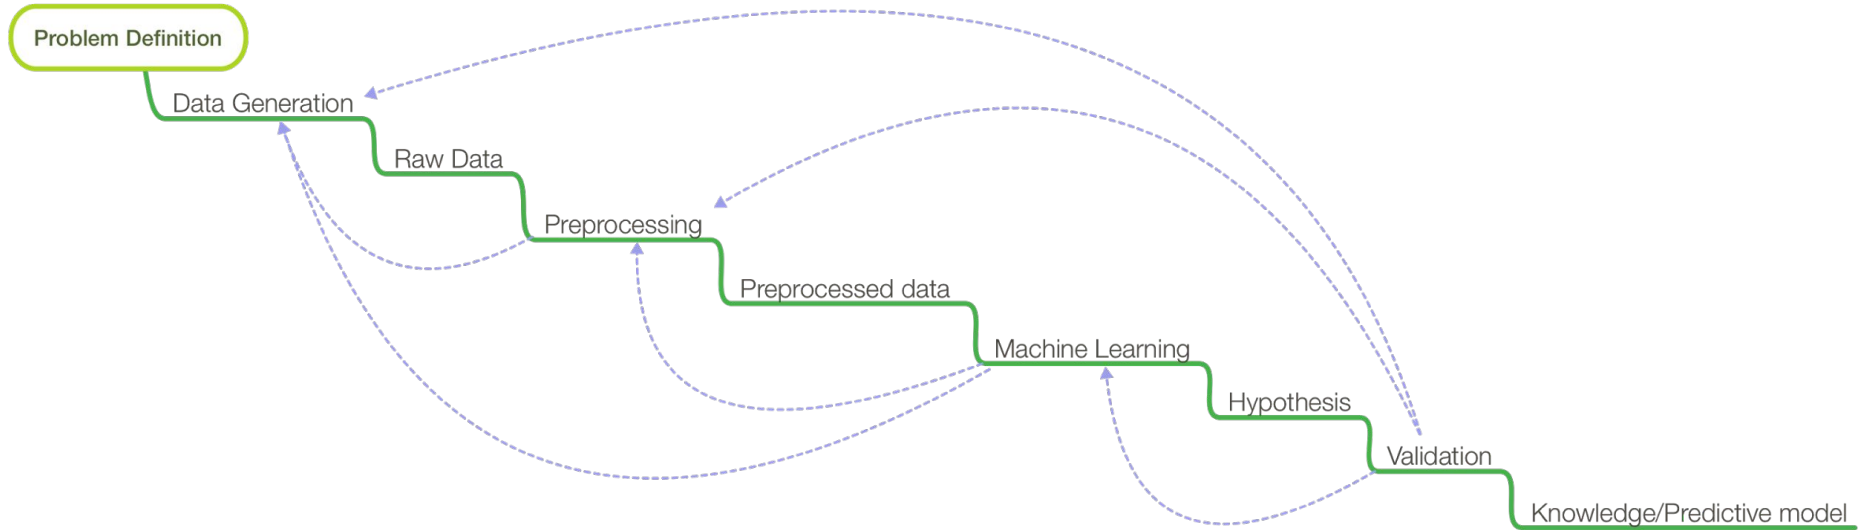 Problem Definition
Data Generation
Raw Data
Preprocessing
Preprocessed data
Machine Learning
Hypothesis
Validation
Knowledge/Predictive model